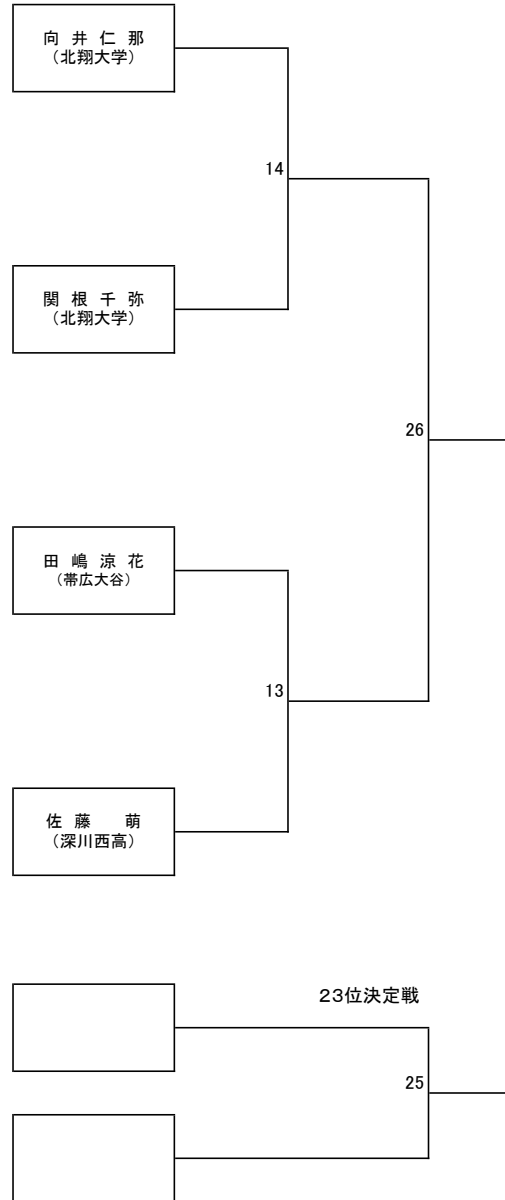 向 井 仁 那
（北翔大学）
14
関 根 千 弥
（北翔大学）
26
田 嶋 涼 花
（帯広大谷）
13
佐 藤　 萌
（深川西高）
２３位決定戦
25